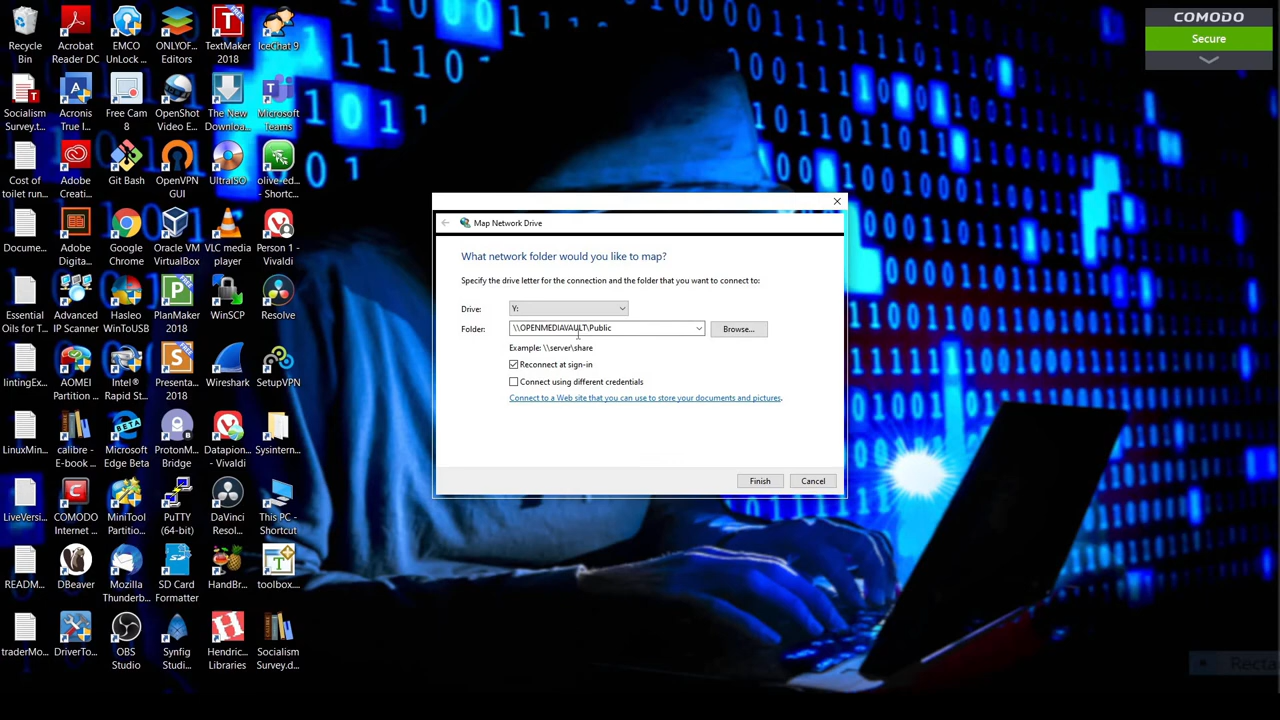 Recycle
Bin
Acrobat
Reader DC
EMCO
UnLock ...
ONLYOF...
Editors
TextMaker
2018
IceChat 9
Socialism
Survey.t...
Acronis
True I...
Free Cam
8
OpenShot
Video E...
The New
Downloa...
Microsoft
Teams
Cost of
toilet run...
Adobe
Creati...
Git Bash
OpenVPN
GUI
UltraISO
olive-ed...
- Shortc...
Docume...
Adobe
Digita...
Google
Chrome
Oracle VM
VirtualBox
VLC media
player
Person 1 -
Vivaldi
Essential
Oils for T...
Advanced
IP Scanner
Hasleo
WinToUSB
PlanMaker
2018
WinSCP
Resolve
lintingEx...
AOMEI
Partition ...
Intel®
Rapid St...
Presenta...
2018
Wireshark
SetupVPN
LinuxMin...
calibre -
E-book ...
Microsoft
Edge Beta
ProtonM...
Bridge
Datapion...
- Vivaldi
Sysintern...
LiveVersi...
COMODO
Internet ...
MiniTool
Partitio...
PuTTY
(64-bit)
DaVinci
Resol...
This PC -
Shortcut
READM...
DBeaver
Mozilla
Thunderb...
SD Card
Formatter
HandBr...
toolbox....
traderMo...
DriverTo...
OBS
Studio
Synfig
Studi...
Hendric...
Libraries
Socialism
Survey.d...
COMODO
Secure
Map Network Drive
What network folder would you like to map?
Specify the drive letter for the connection and the folder that you want to connect to:
Drive:
Y:
Folder:
\\OPENMEDIAVAULT\Public
Browse...
Example: \\server\share
Reconnect at sign-in
Connect using different credentials
Connect to a Web site that you can use to store your documents and pictures.
Finish
Cancel
Recta